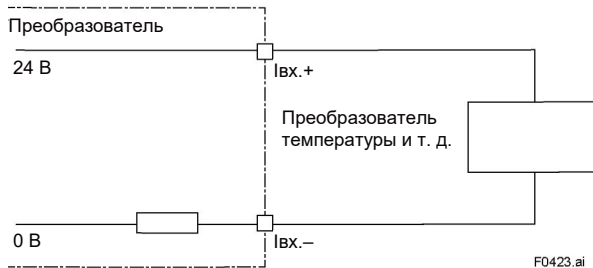 Преобразователь
24 В
Iвх.+
Преобразователь
температуры и т. д.
0 В
Iвх.–
F0423.ai